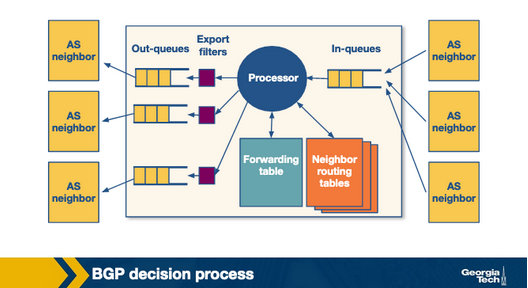 AS
neighbor
AS
neighbor
AS
neighbor
Out-queues
Export
filters
In-queues
Processor
Forwarding
table
Neighbor
routing
tables
AS
neighbor
AS
neighbor
AS
neighbor
BGP decision process
Georgia
Tech